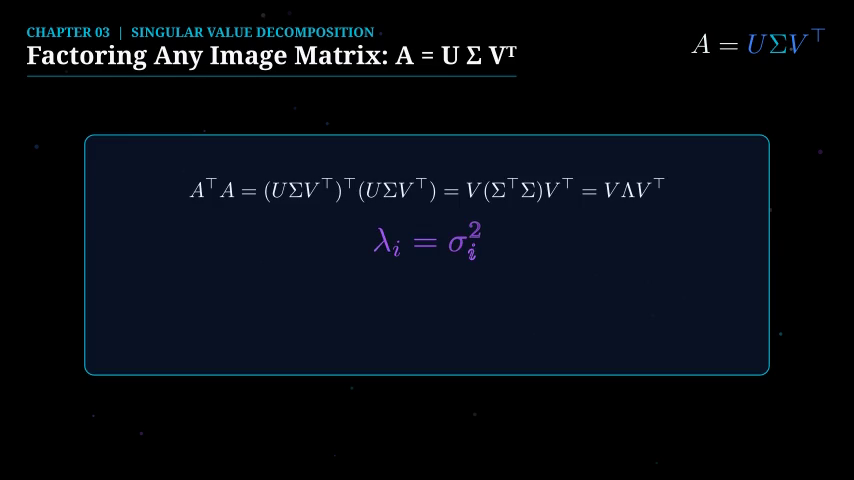 CHAPTER 03 | SINGULAR VALUE DECOMPOSITION
Factoring Any Image Matrix: A = U Σ Vᵀ
A = UΣV⊤
A⊤A = (UΣV⊤)⊤(UΣV⊤) = V(Σ⊤Σ)V⊤ = VΛV⊤
λᵢ = σᵢ²